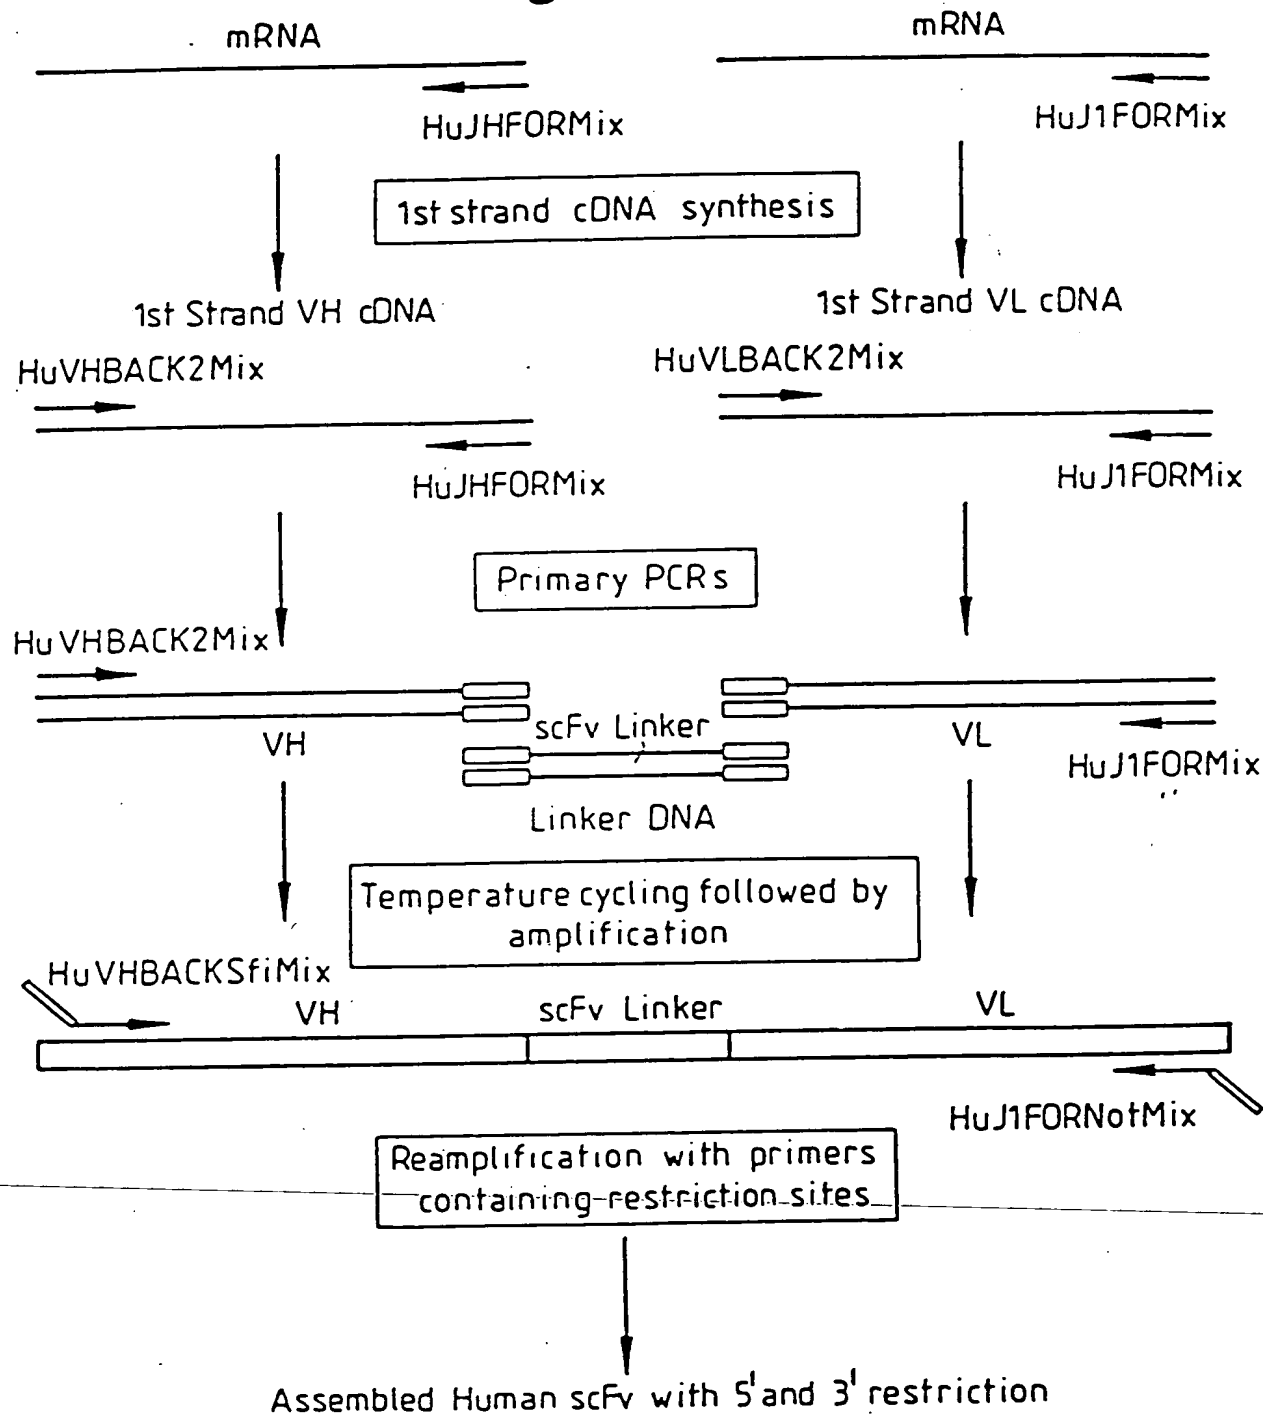 mRNA
mRNA
HuJHFORMix
HuJ1FORMix
1st strand cDNA synthesis
1st Strand VH cDNA
1st Strand VL cDNA
HuVHBACK2Mix
HuVLBACK2Mix
HuJHFORMix
HuJ1FORMix
Primary PCRs
HuVHBACK2Mix
VH
scFv Linker
VL
HuJ1FORMix
Linker DNA
Temperature cycling followed by
amplification
HuVHBACKSfiMix
VH
scFv Linker
VL
HuJ1FORNotMix
Reamplification with primers
containing restriction sites
Assembled Human scFv with 5' and 3' restriction